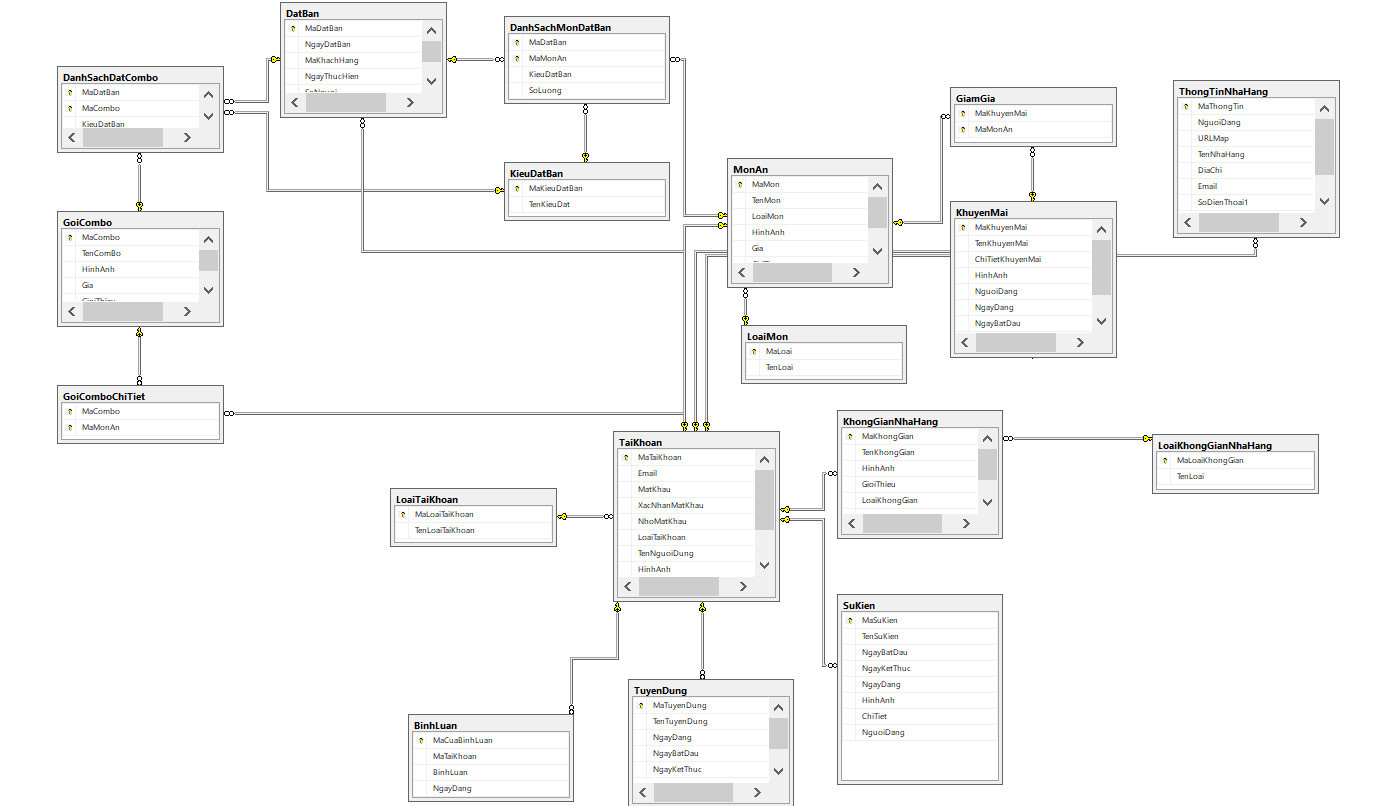 DatBan
MaDatBan
NgayDatBan
MaKhachHang
NgayThucHien
SoNguoi
DanhSachMonDatBan
MaDatBan
MaMonAn
KieuDatBan
SoLuong
DanhSachDatCombo
MaDatBan
MaCombo
KieuDatBan
GiamGia
MaKhuyenMai
MaMonAn
ThongTinNhaHang
MaThongTin
NguoiDang
URLMap
TenNhaHang
DiaChi
Email
SoDienThoai1
KieuDatBan
MaKieuDatBan
TenKieuDat
MonAn
MaMon
TenMon
LoaiMon
HinhAnh
Gia
GoiCombo
MaCombo
TenComBo
HinhAnh
Gia
GioiThieu
KhuyenMai
MaKhuyenMai
TenKhuyenMai
ChiTietKhuyenMai
HinhAnh
NguoiDang
NgayDang
NgayBatDau
LoaiMon
MaLoai
TenLoai
GoiComboChiTiet
MaCombo
MaMonAn
TaiKhoan
MaTaiKhoan
Email
MatKhau
XacNhanMatKhau
NhoMatKhau
LoaiTaiKhoan
TenNguoiDung
HinhAnh
KhongGianNhaHang
MaKhongGian
TenKhongGian
HinhAnh
GioiThieu
LoaiKhongGian
LoaiKhongGianNhaHang
MaLoaiKhongGian
TenLoai
LoaiTaiKhoan
MaLoaiTaiKhoan
TenLoaiTaiKhoan
SuKien
MaSuKien
TenSuKien
NgayBatDau
NgayKetThuc
NgayDang
HinhAnh
ChiTiet
NguoiDang
BinhLuan
MaCuaBinhLuan
MaTaiKhoan
BinhLuan
NgayDang
TuyenDung
MaTuyenDung
TenTuyenDung
NgayDang
NgayBatDau
NgayKetThuc